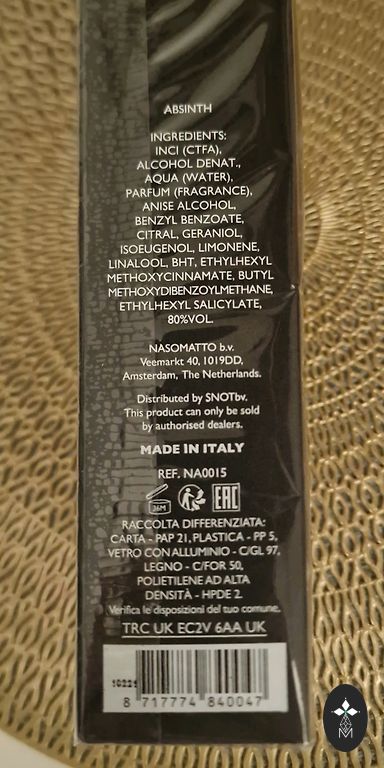 ABSINTH
INGREDIENTS:
INCI (CTFA),
ALCOHOL DENAT.,
AQUA (WATER),
PARFUM (FRAGRANCE),
ANISE ALCOHOL,
BENZYL BENZOATE,
CITRAL, GERANIOL,
ISOEUGENOL, LIMONENE,
LINALOOL, BHT, ETHYLHEXYL
METHOXYCINNAMATE, BUTYL
METHOXYDIBENZOYLMETHANE,
ETHYLHEXYL SALICYLATE,
80%VOL.
NASOMATTO b.v.
Veemarkt 40, 1019DD,
Amsterdam, The Netherlands.
Distributed by SNOTbv.
This product can only be sold
by authorised dealers.
MADE IN ITALY
REF. NA0015
36M EAC
RACCOLTA DIFFERENZIATA:
CARTA - PAP 21, PLASTICA - PP 5,
VETRO CON ALLUMINIO - C/GL 97,
LEGNO - C/FOR 50,
POLIETILENE AD ALTA
DENSITÀ - HPDE 2.
Verifica le disposizioni del tuo comune.
TRC UK EC2V 6AA UK
8 717774 840047